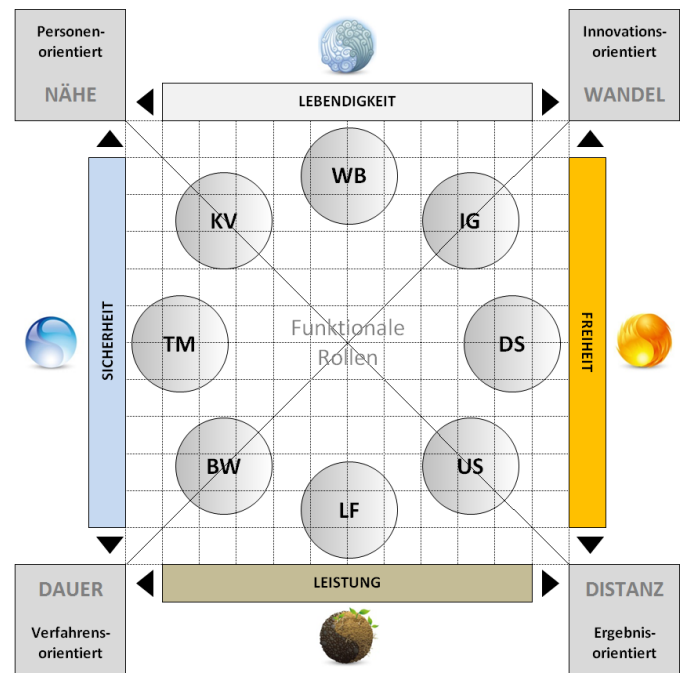 Personen-
orientiert
NÄHE
Innovations-
orientiert
WANDEL
LEBENDIGKEIT
WB
KV
IG
SICHERHEIT
TM
Funktionale
Rollen
DS
FREIHEIT
BW
US
LF
DAUER
Verfahrens-
orientiert
LEISTUNG
DISTANZ
Ergebnis-
orientiert